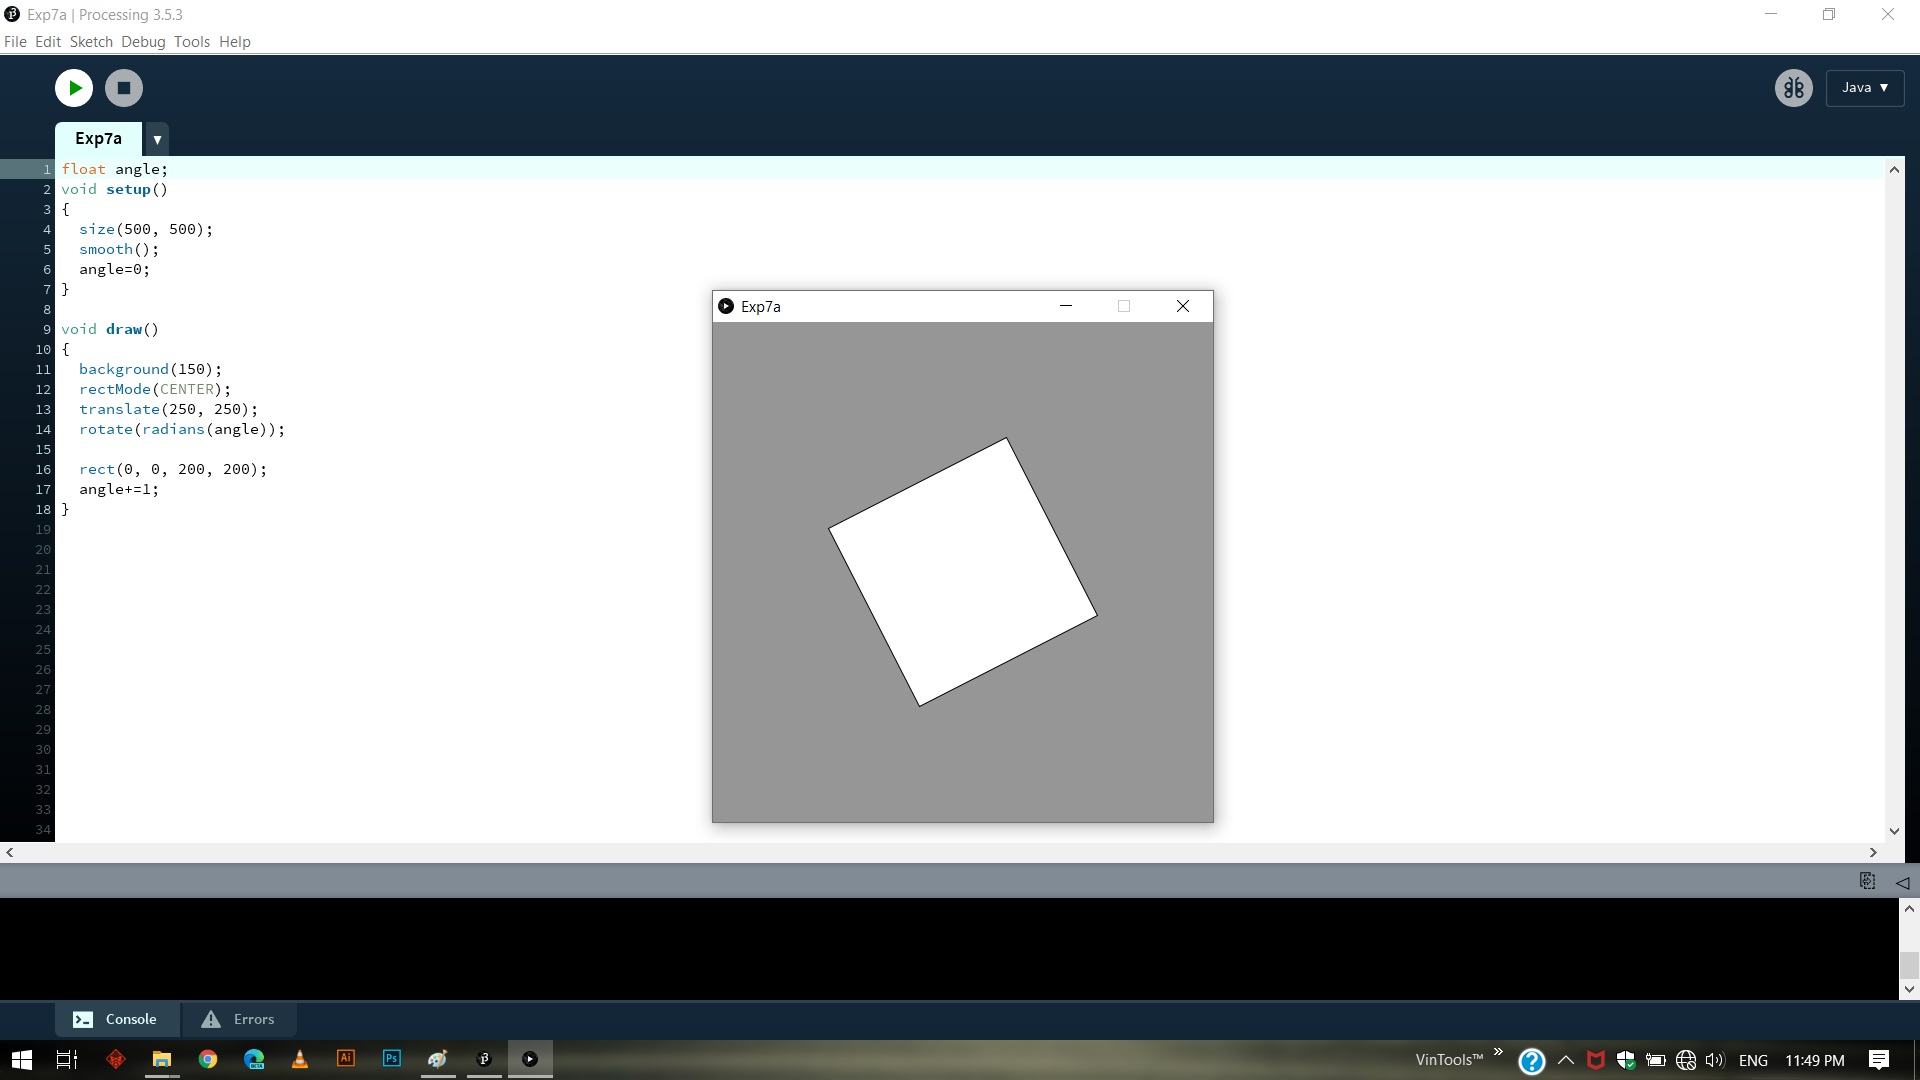 Exp7a | Processing 3.5.3
File Edit Sketch Debug Tools Help
Java ▼
Exp7a ▼
1 float angle;
2 void setup()
3 {
4   size(500, 500);
5   smooth();
6   angle=0;
7 }
8
9 void draw()
10 {
11   background(150);
12   rectMode(CENTER);
13   translate(250, 250);
14   rotate(radians(angle));
15
16   rect(0, 0, 200, 200);
17   angle+=1;
18 }
19
20
21
22
23
24
25
26
27
28
29
30
31
32
33
34
Exp7a
Console Errors
Ai Ps VinTools™ » ENG 11:49 PM